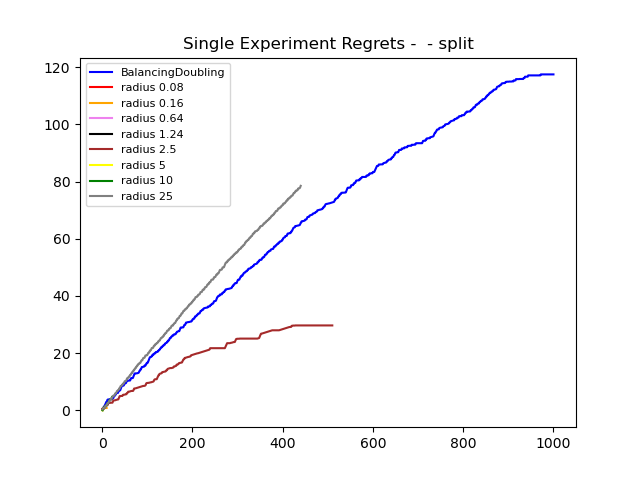 Single Experiment Regrets -  - split
BalancingDoubling
radius 0.08
radius 0.16
radius 0.64
radius 1.24
radius 2.5
radius 5
radius 10
radius 25
120
100
80
60
40
20
0
0 200 400 600 800 1000